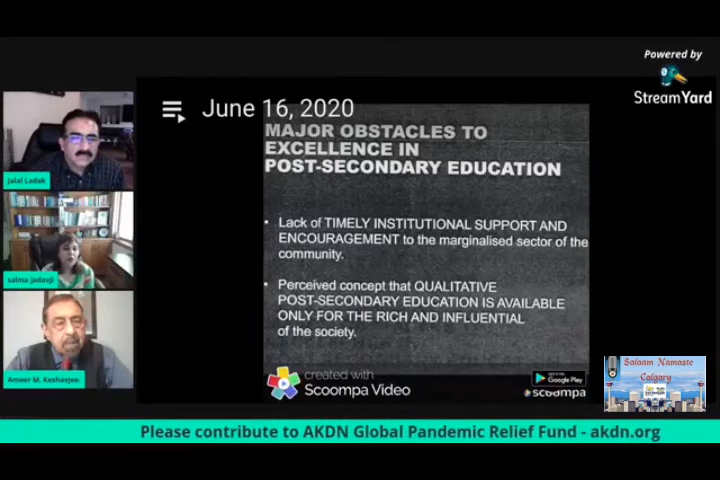 Powered by
StreamYard
June 16, 2020
MAJOR OBSTACLES TO
EXCELLENCE IN
POST-SECONDARY EDUCATION
• Lack of TIMELY INSTITUTIONAL SUPPORT AND
ENCOURAGEMENT to the marginalised sector of the
community.
• Perceived concept that QUALITATIVE
POST-SECONDARY EDUCATION IS AVAILABLE
ONLY FOR THE RICH AND INFLUENTIAL
of the society.
Jalal Ladak
salma jadavji
Ameer M. Keshavjee.
created with
Scoompa Video
Google Play
scoompa
Salaam Namaste
Calgary
Please contribute to AKDN Global Pandemic Relief Fund - akdn.org